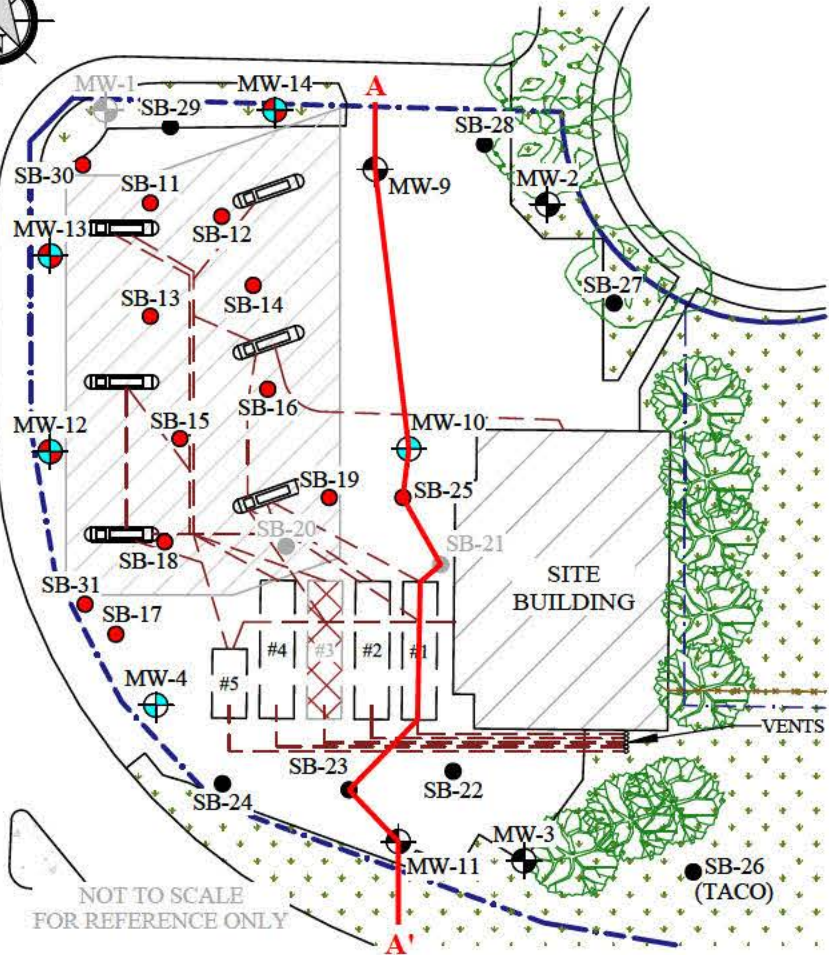 MW-1
MW-14
A
SB-29
SB-28
SB-30
SB-11
MW-9
MW-2
SB-12
MW-13
SB-14
SB-27
SB-13
SB-16
MW-12
SB-15
MW-10
SB-19
SB-25
SB-20
SB-21
SB-18
SITE
BUILDING
SB-31
SB-17
#4
#3
#2
#1
#5
MW-4
VENTS
SB-23
SB-22
SB-24
MW-3
MW-11
SB-26
(TACO)
NOT TO SCALE
FOR REFERENCE ONLY
A'